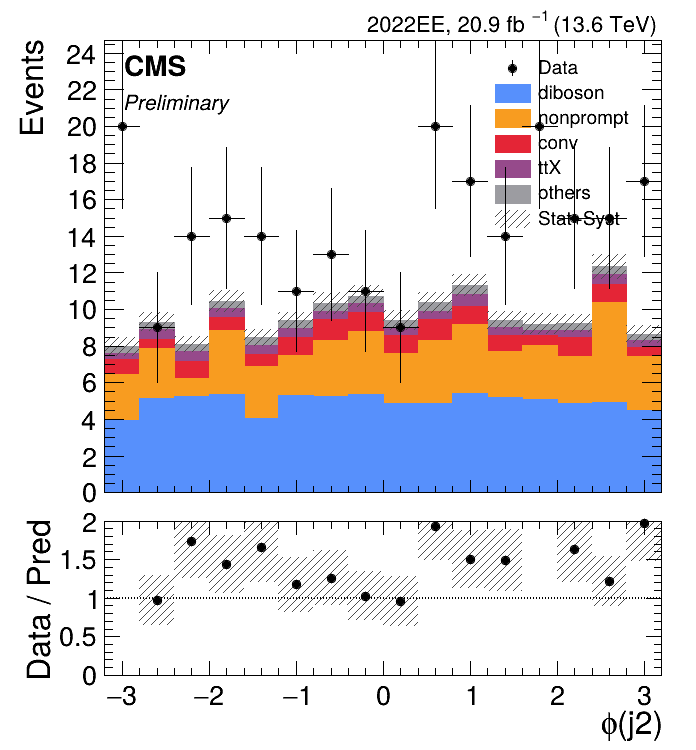 2022EE, 20.9 fb⁻¹ (13.6 TeV)
CMS
Preliminary
Events
Data
diboson
nonprompt
conv
ttX
others
Stat+Syst
24
22
20
18
16
14
12
10
8
6
4
2
0
Data / Pred
2
1.5
1
0.5
0
−3 −2 −1 0 1 2 3
ϕ(j2)